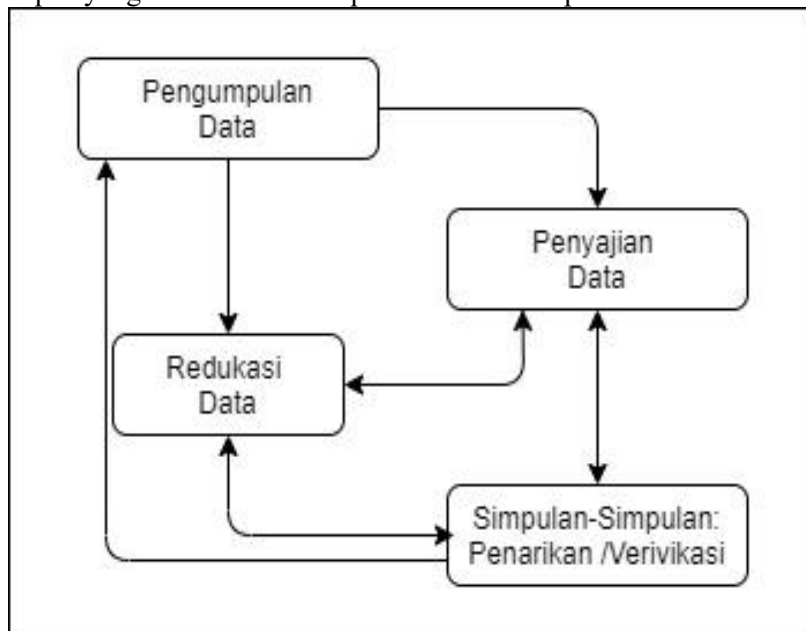 Pengumpulan
Data
Penyajian
Data
Redukasi
Data
Simpulan-Simpulan:
Penarikan /Verivikasi